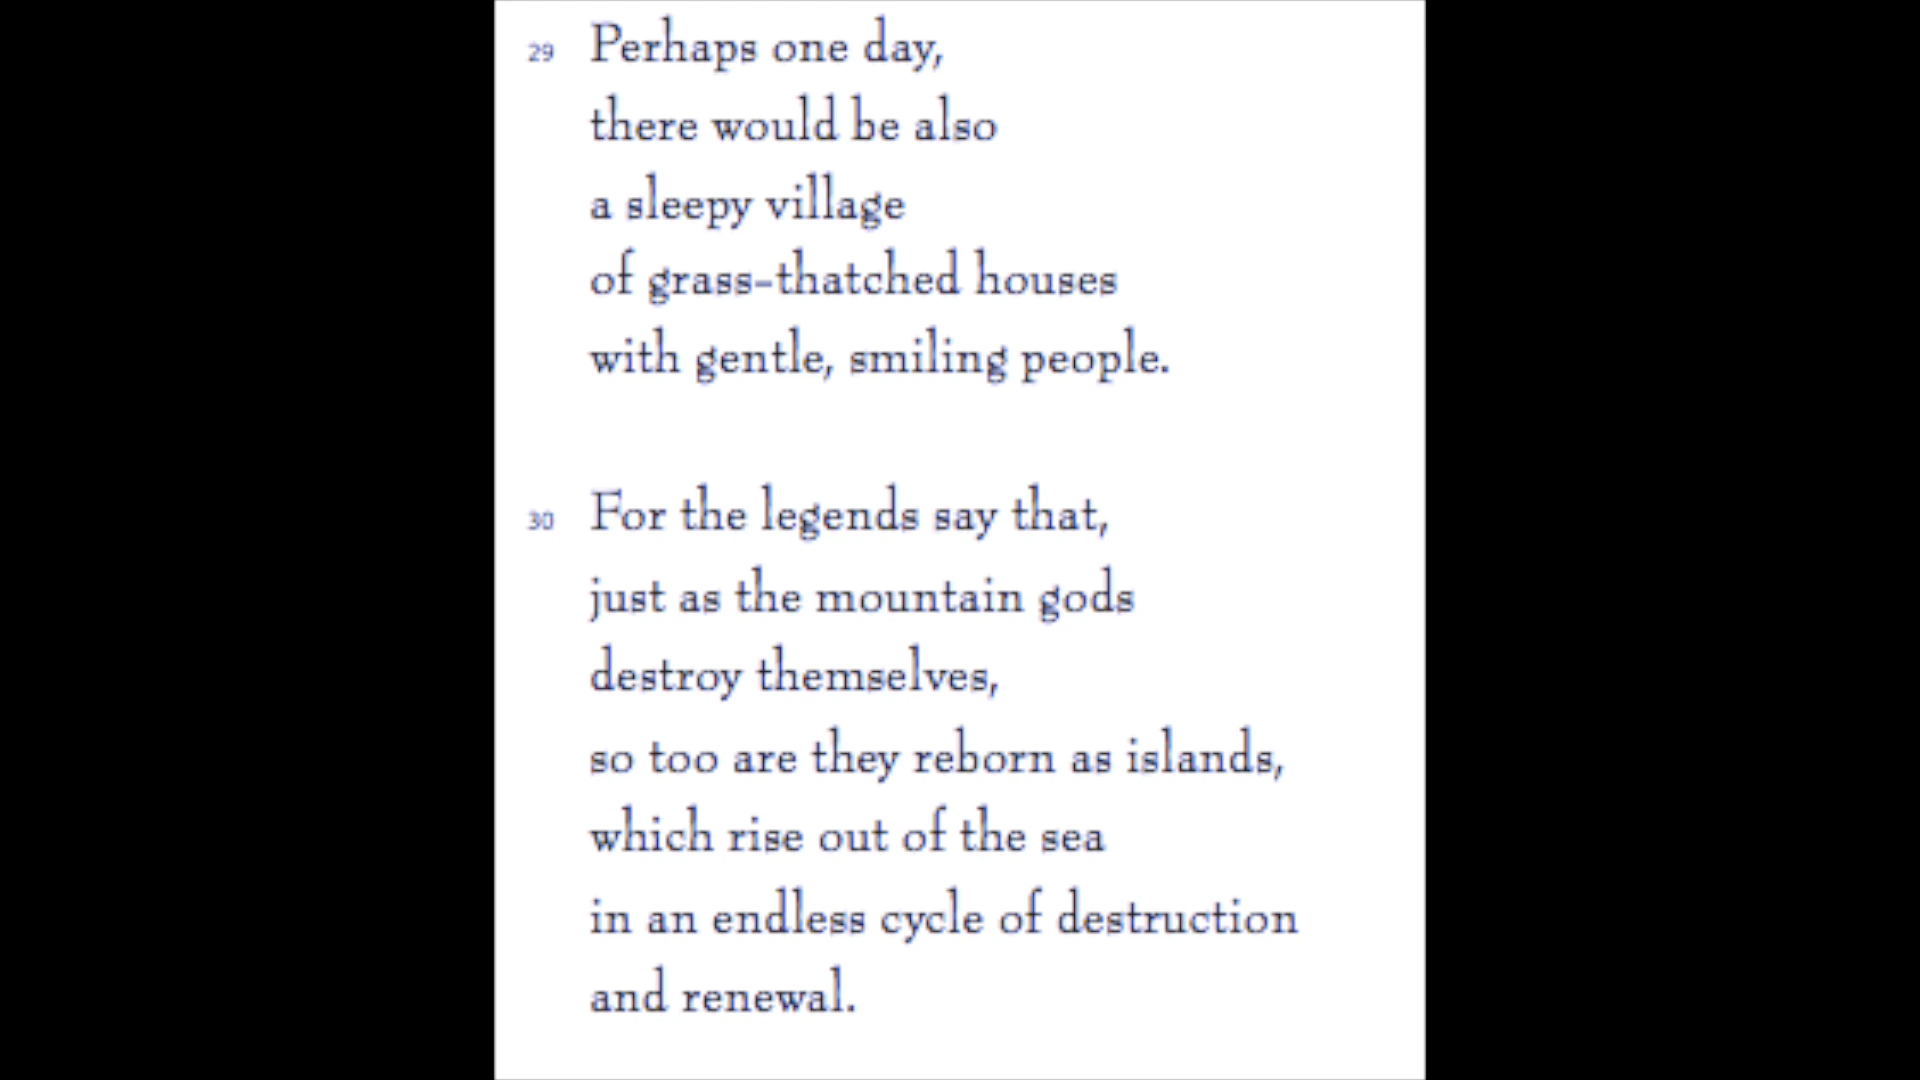 29 Perhaps one day,
there would be also
a sleepy village
of grass-thatched houses
with gentle, smiling people.
30 For the legends say that,
just as the mountain gods
destroy themselves,
so too are they reborn as islands,
which rise out of the sea
in an endless cycle of destruction
and renewal.